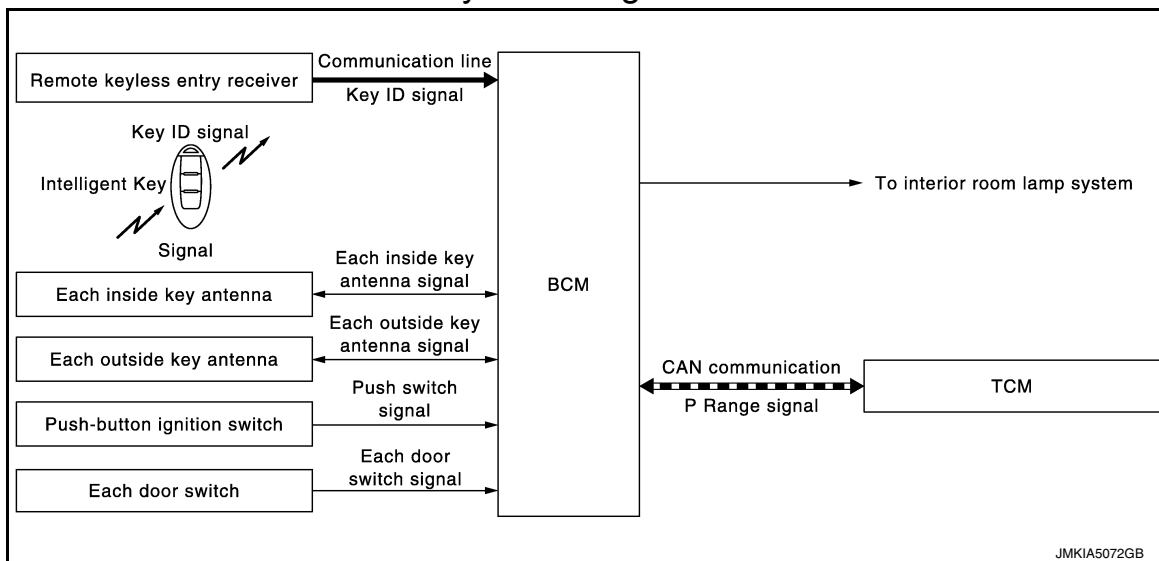 Remote keyless entry receiver
Communication line
Key ID signal
Key ID signal
Intelligent Key
Signal
Each inside key antenna
Each inside key
antenna signal
Each outside key antenna
Each outside key
antenna signal
Push-button ignition switch
Push switch
signal
Each door switch
Each door
switch signal
BCM
To interior room lamp system
CAN communication
P Range signal
TCM
JMKIA5072GB